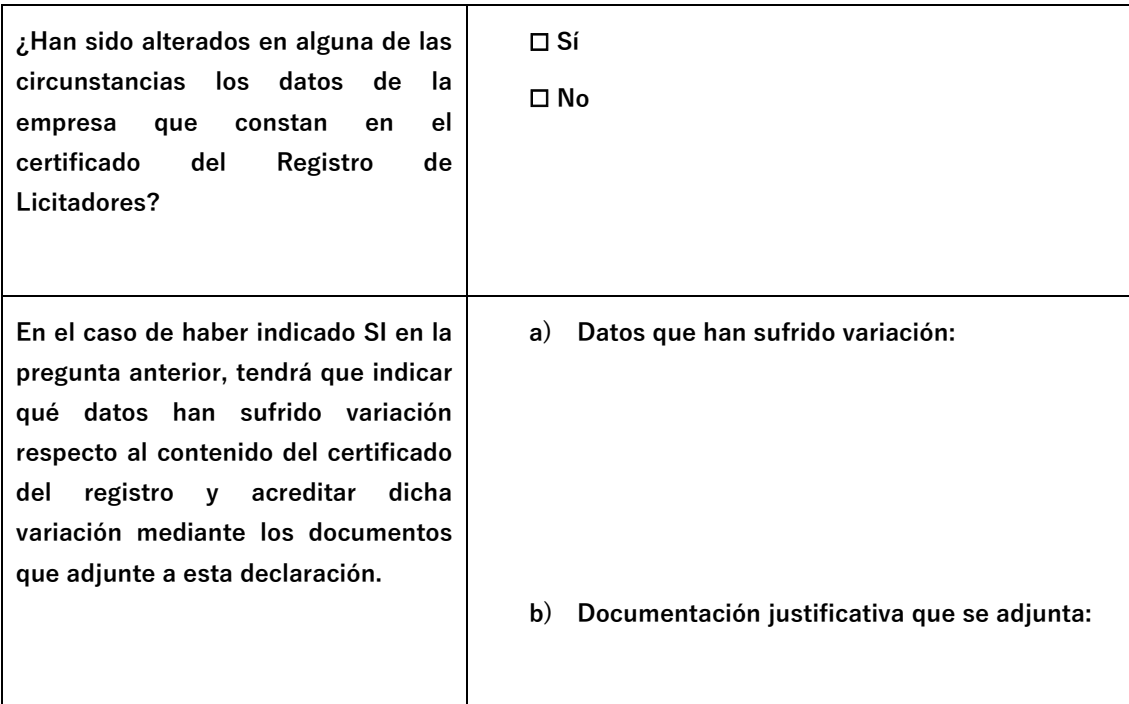 ¿Han sido alterados en alguna de las
circunstancias los datos de la
empresa que constan en el
certificado del Registro de
Licitadores?
☐ Sí
☐ No
En el caso de haber indicado SI en la
pregunta anterior, tendrá que indicar
qué datos han sufrido variación
respecto al contenido del certificado
del registro y acreditar dicha
variación mediante los documentos
que adjunte a esta declaración.
a) Datos que han sufrido variación:
b) Documentación justificativa que se adjunta: